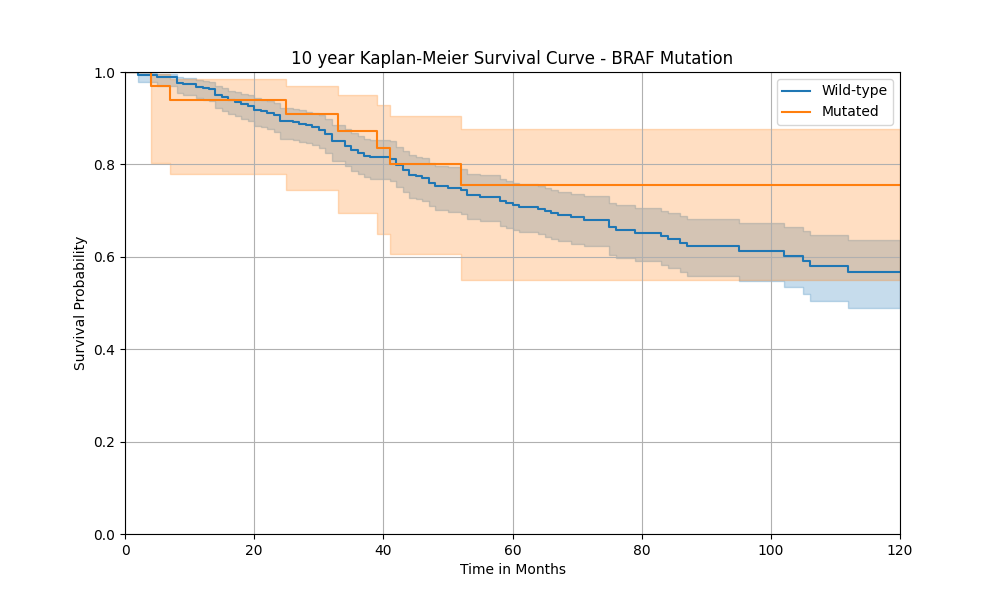 10 year Kaplan-Meier Survival Curve - BRAF Mutation
Wild-type
Mutated
Survival Probability
1.0
0.8
0.6
0.4
0.2
0.0
0 20 40 60 80 100 120
Time in Months